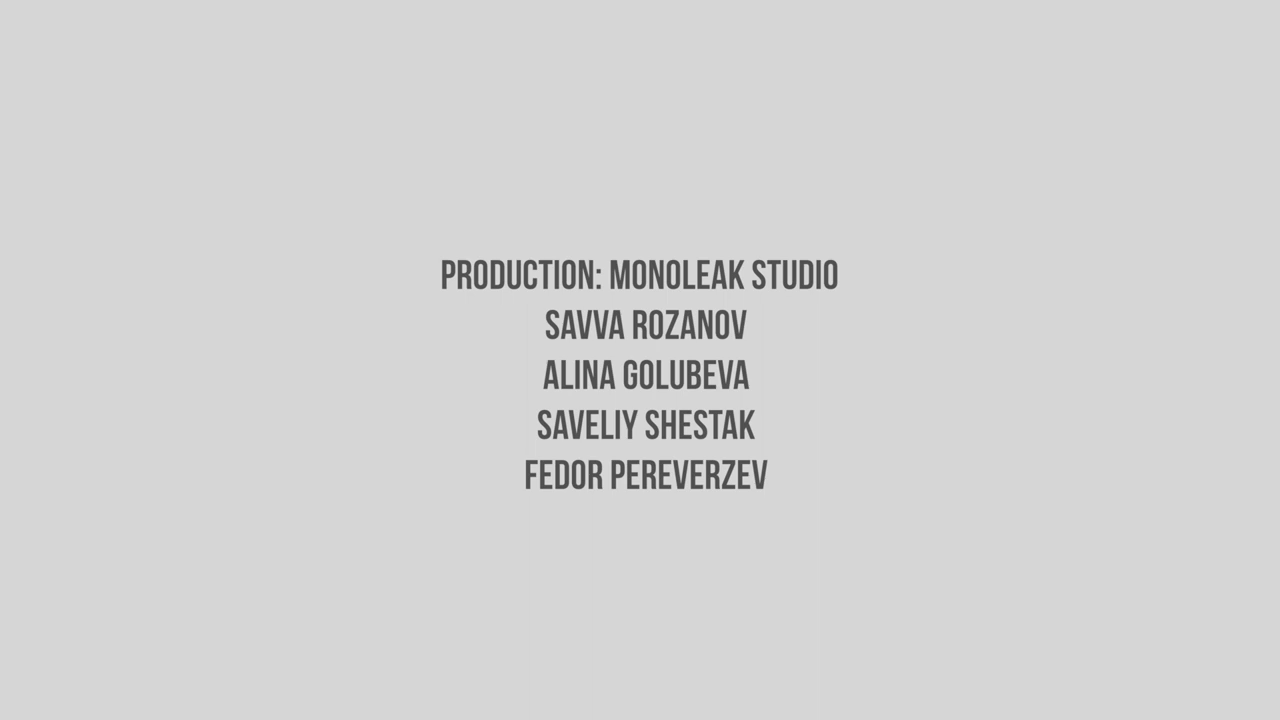 PRODUCTION: MONOLEAK STUDIO
SAVVA ROZANOV
ALINA GOLUBEVA
SAVELIY SHESTAK
FEDOR PEREVERZEV